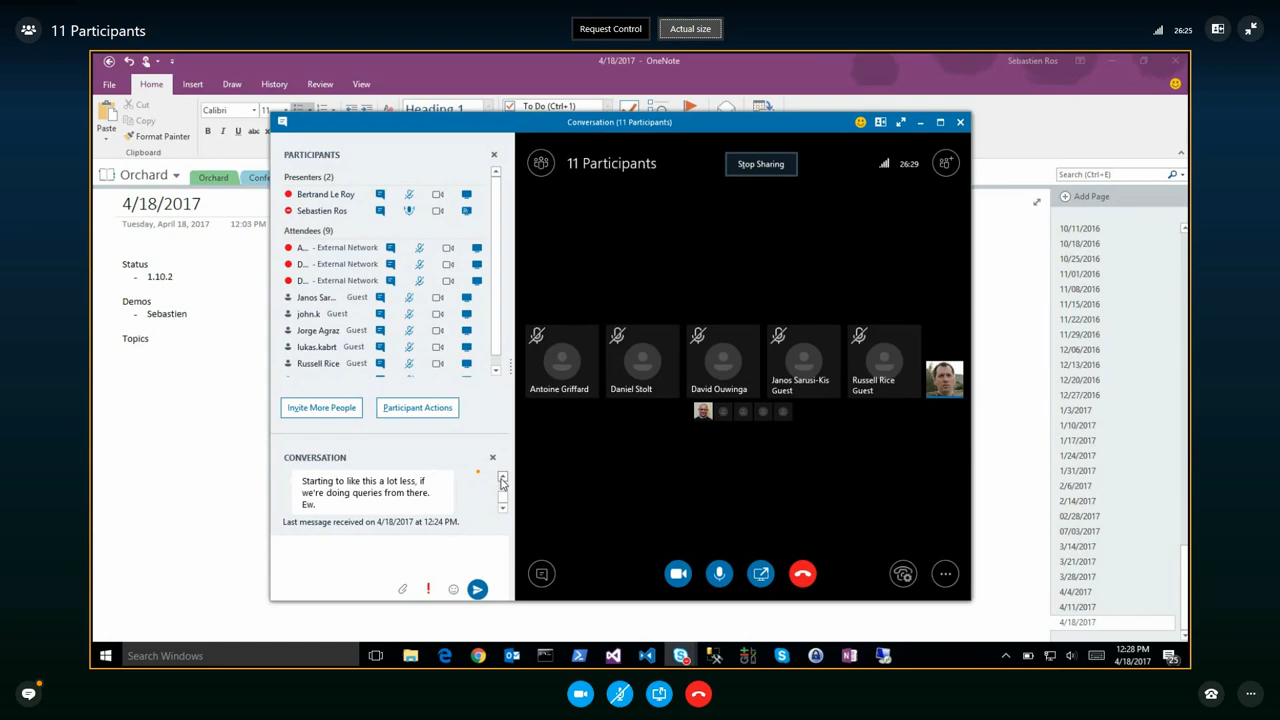 11 Participants
Request Control
Actual size
26:25
4/18/2017 - OneNote
Sebastien Ros
File
Home
Insert
Draw
History
Review
View
Paste
Cut
Copy
Format Painter
Clipboard
Calibri
11
B I U abc
Heading 1
To Do (Ctrl+1)
Conversation (11 Participants)
Orchard
Orchard
Confe
Search (Ctrl+E)
4/18/2017
Tuesday, April 18, 2017
12:03 PM
Status
- 1.10.2
Demos
- Sebastien
Topics
PARTICIPANTS
Presenters (2)
Bertrand Le Roy
Sebastien Ros
Attendees (9)
A... - External Network
D... - External Network
D... - External Network
Janos Sar... Guest
john.k Guest
Jorge Agraz Guest
lukas.kabrt Guest
Russell Rice Guest
Invite More People
Participant Actions
CONVERSATION
Starting to like this a lot less, if
we're doing queries from there.
Ew.
Last message received on 4/18/2017 at 12:24 PM.
11 Participants
Stop Sharing
26:29
Antoine Griffard
Daniel Stolt
David Ouwinga
Janos Sarusi-Kis
Guest
Russell Rice
Guest
Add Page
10/11/2016
10/18/2016
10/25/2016
11/01/2016
11/08/2016
11/15/2016
11/22/2016
11/29/2016
12/06/2016
12/13/2016
12/20/2016
12/27/2016
1/3/2017
1/10/2017
1/17/2017
1/24/2017
1/31/2017
2/6/2017
2/14/2017
02/28/2017
07/03/2017
3/14/2017
3/21/2017
3/28/2017
4/4/2017
4/11/2017
4/18/2017
Search Windows
12:28 PM
4/18/2017
25